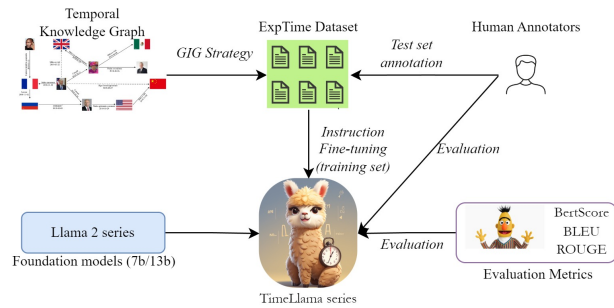 Temporal
Knowledge Graph
ExpTime Dataset
Human Annotators
GIG Strategy
Test set
annotation
Instruction
Fine-tuning
(training set)
Evaluation
Llama 2 series
Foundation models (7b/13b)
Evaluation
BertScore
BLEU
ROUGE
Evaluation Metrics
TimeLlama series